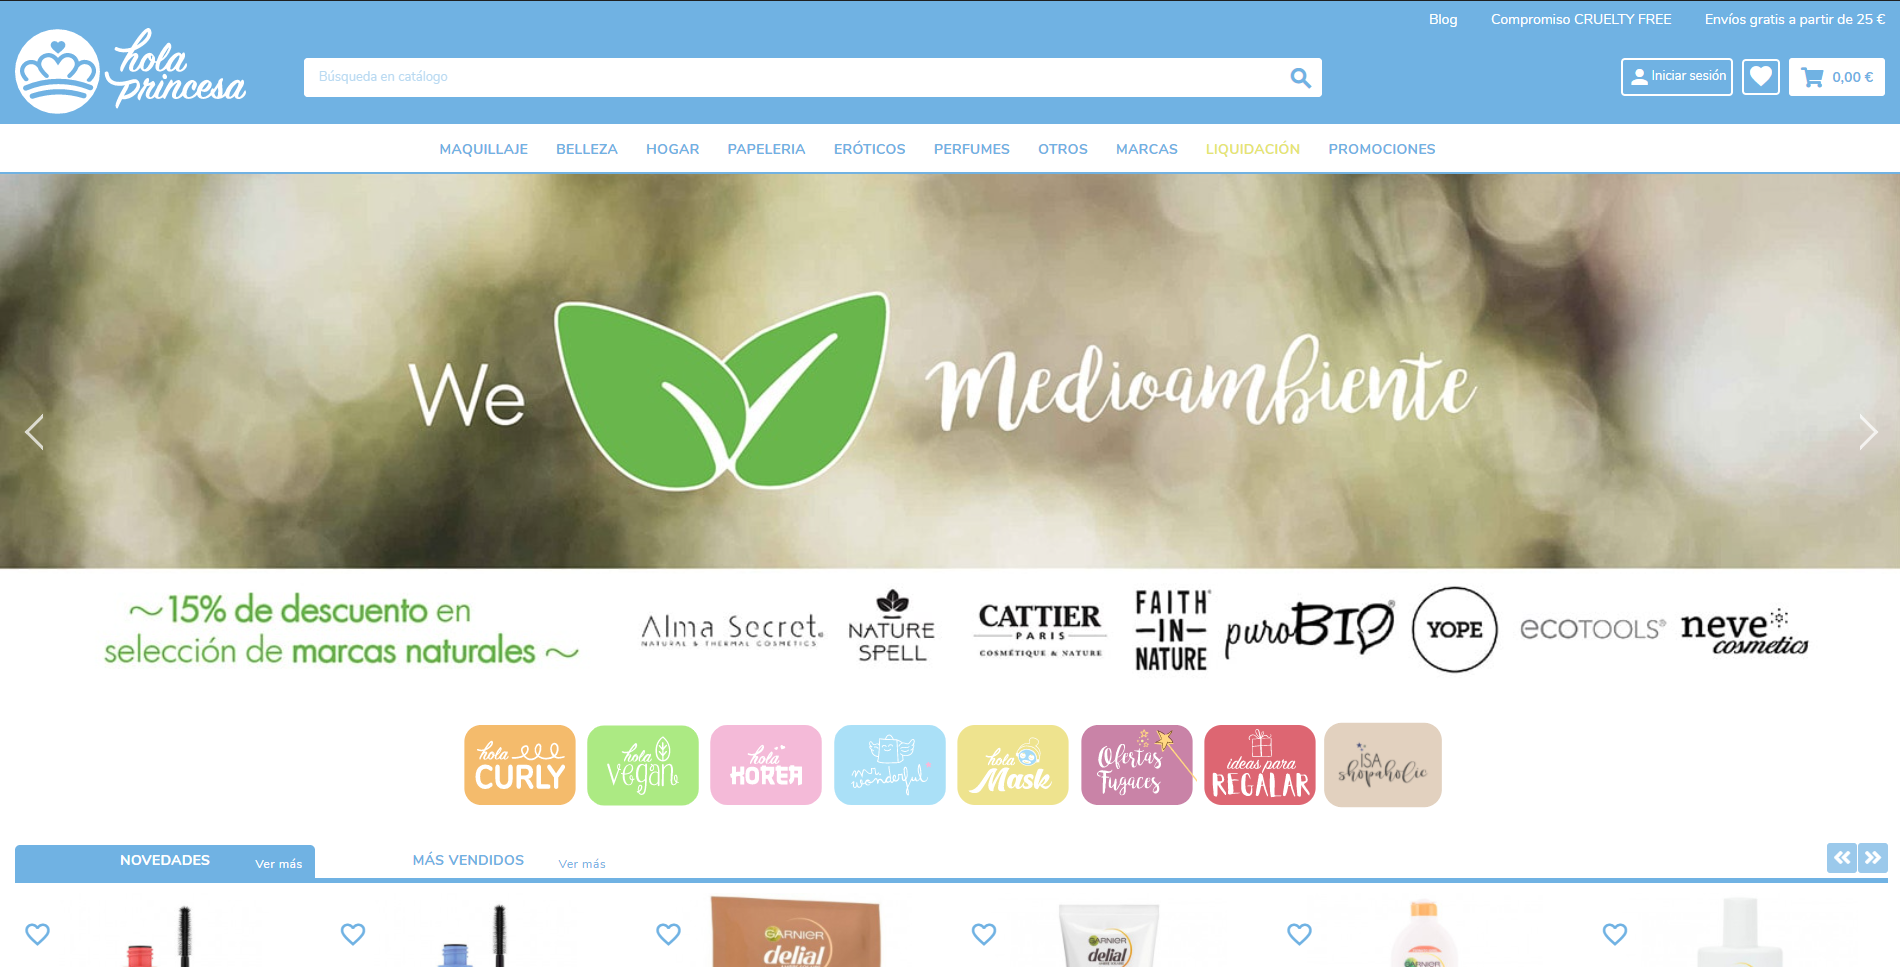 Blog Compromiso CRUELTY FREE Envíos gratis a partir de 25 €
hola
princesa
Búsqueda en catálogo
Iniciar sesión
0,00 €
MAQUILLAJE BELLEZA HOGAR PAPELERIA ERÓTICOS PERFUMES OTROS MARCAS LIQUIDACIÓN PROMOCIONES
We Medioambiente
~15% de descuento en
selección de marcas naturales ~
Alma Secret.
NATURAL & THERMAL COSMETICS
NATURE
SPELL
CATTIER
PARIS
COSMÉTIQUE & NATURE
FAITH
-IN-
NATURE
puroBIO
YOPE
ECOTOOLS®
neve
cosmetics
hola
CURLY
hola
vegan
hola
KOREA
mr
wonderful
hola
Mask
Ofertas
Fugaces
ideas para
REGALAR
ISA
shopaholic
NOVEDADES Ver más MÁS VENDIDOS Ver más
GARNIER
delial
GARNIER
delial
GARNIER